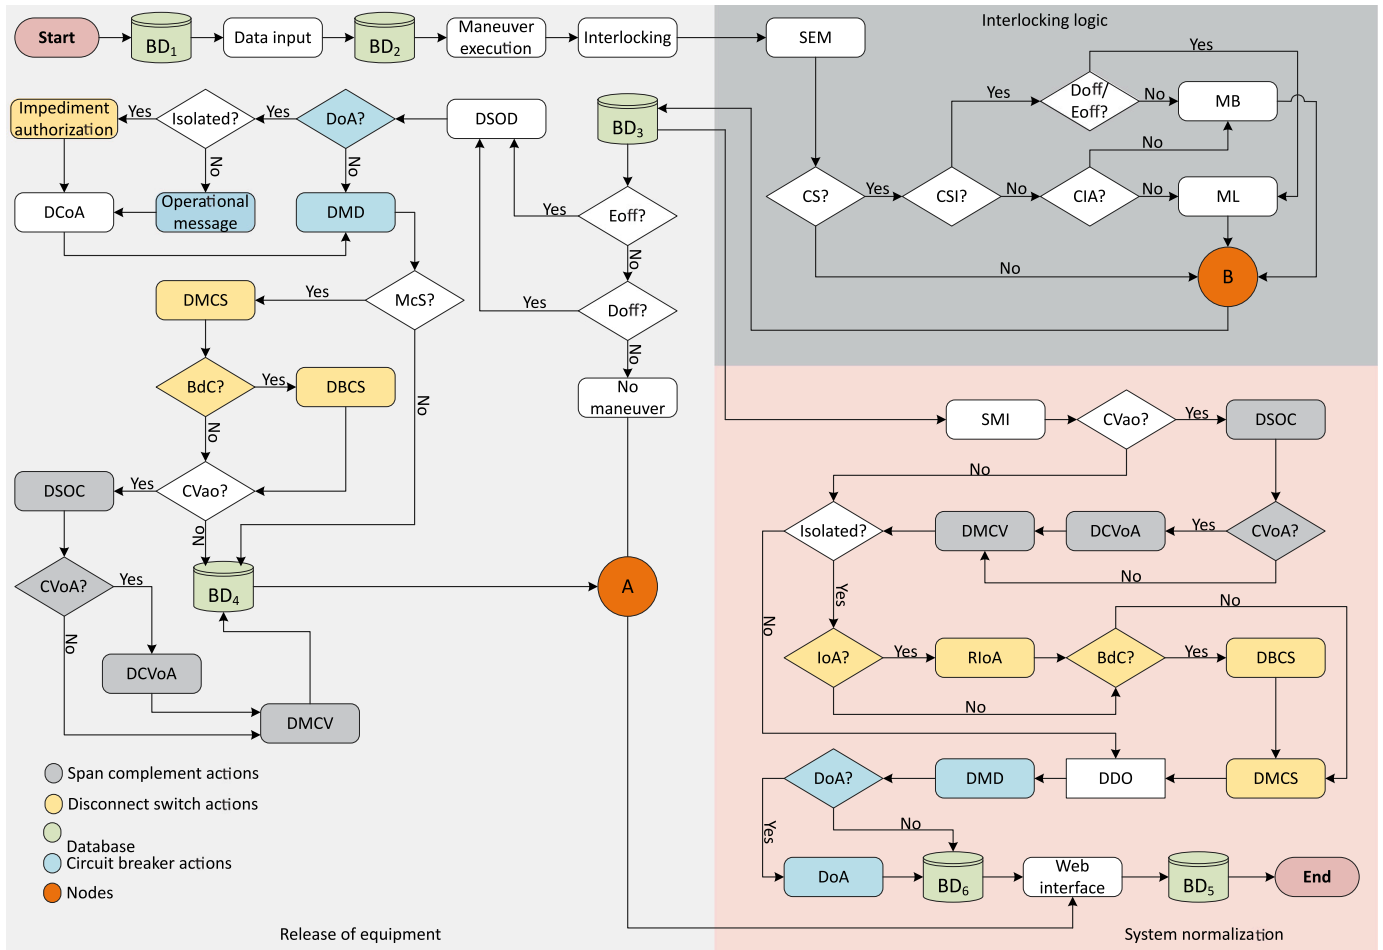 Interlocking logic
Start
BD1
Data input
BD2
Maneuver
execution
Interlocking
SEM
Yes
Doff/
Eoff?
Yes
No
MB
Impediment
authorization
Yes
Isolated?
Yes
DoA?
DSOD
BD3
No
No
No
DCoA
Operational
message
DMD
Eoff?
Yes
CS?
Yes
CSI?
No
CIA?
No
ML
No
No
B
DMCS
Yes
McS?
Yes
Doff?
No
BdC?
Yes
DBCS
No
maneuver
No
No
SMI
CVao?
Yes
DSOC
No
DSOC
Yes
CVao?
No
Isolated?
DMCV
DCVoA
Yes
CVoA?
No
CVoA?
Yes
BD4
A
Yes
No
No
No
IoA?
Yes
RIoA
BdC?
Yes
DBCS
No
DCVoA
DMCV
DoA?
DMD
DDO
DMCS
Yes
No
DoA
BD6
Web
interface
BD5
End
Span complement actions
Disconnect switch actions
Database
Circuit breaker actions
Nodes
Release of equipment
System normalization